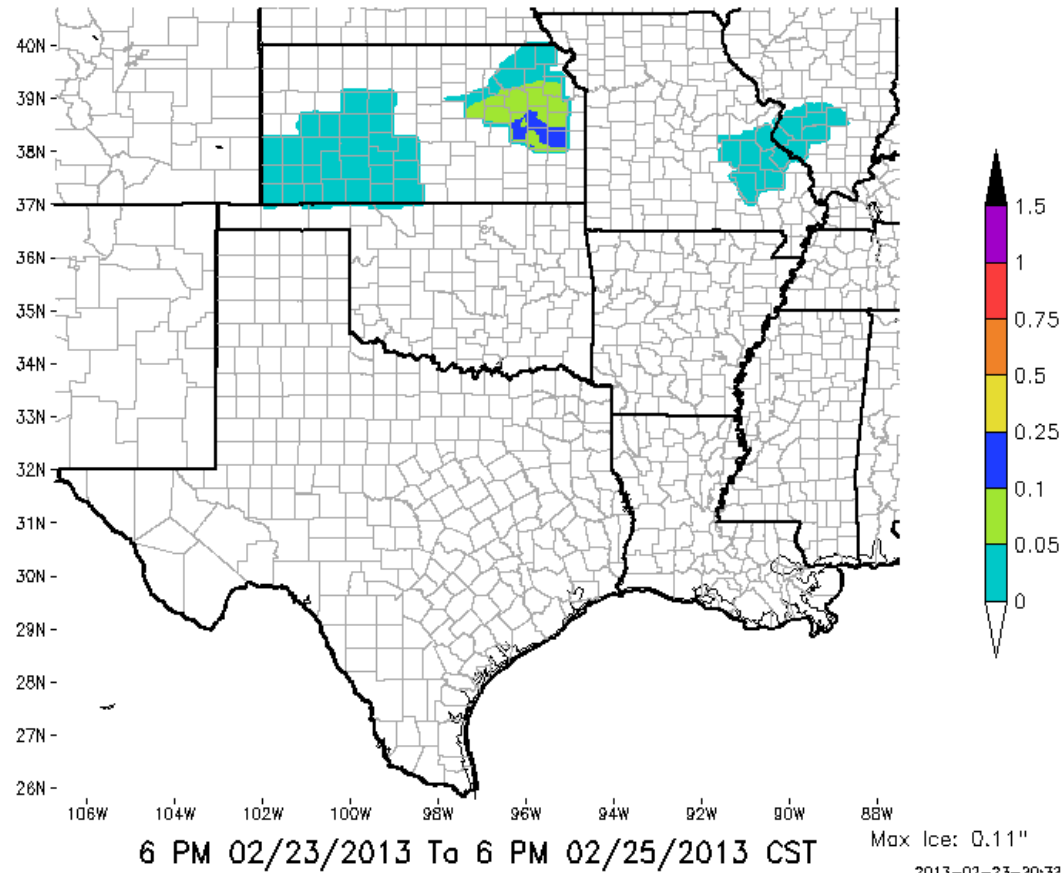 40N
39N
38N
37N
36N
35N
34N
33N
32N
31N
30N
29N
28N
27N
26N
106W 104W 102W 100W 98W 96W 94W 92W 90W 88W
1.5
1
0.75
0.5
0.25
0.1
0.05
0
6 PM 02/23/2013 To 6 PM 02/25/2013 CST
Max Ice: 0.11"